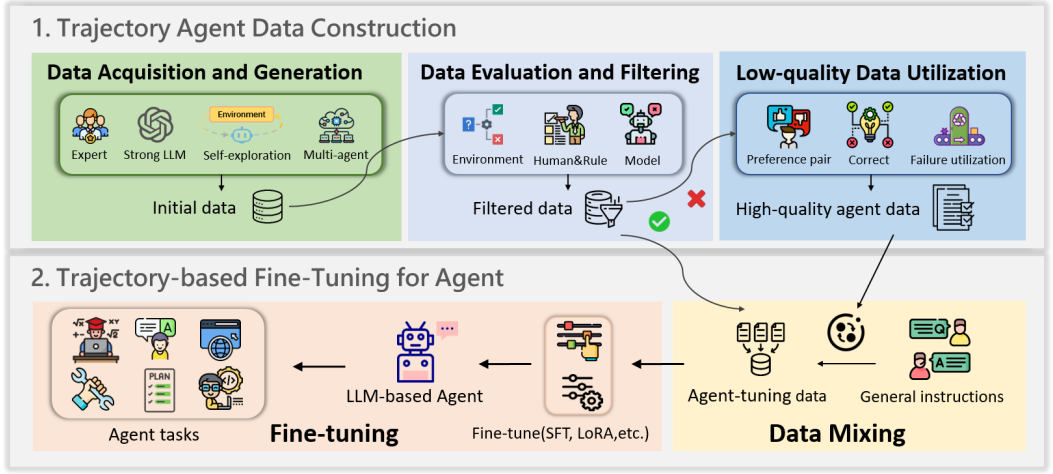 1. Trajectory Agent Data Construction
Data Acquisition and Generation
Environment
Expert
Strong LLM
Self-exploration
Multi-agent
Initial data
Data Evaluation and Filtering
Environment
Human&Rule
Model
Filtered data
Low-quality Data Utilization
Preference pair
Correct
Failure utilization
High-quality agent data
2. Trajectory-based Fine-Tuning for Agent
√x
XY
+-
√2
A
PLAN
Agent tasks
LLM-based Agent
Fine-tune(SFT, LoRA,etc.)
Fine-tuning
Agent-tuning data
Q
A
General instructions
Data Mixing